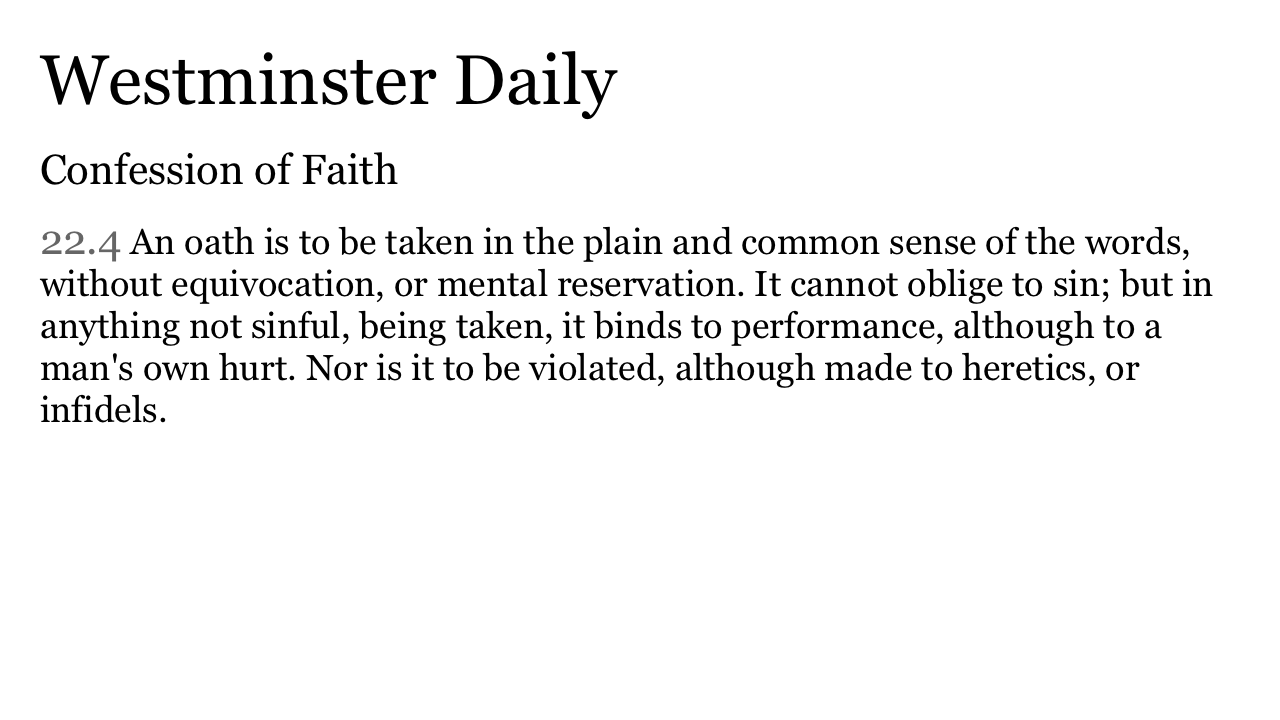 Westminster Daily
Confession of Faith
22.4 An oath is to be taken in the plain and common sense of the words,
without equivocation, or mental reservation. It cannot oblige to sin; but in
anything not sinful, being taken, it binds to performance, although to a
man's own hurt. Nor is it to be violated, although made to heretics, or
infidels.